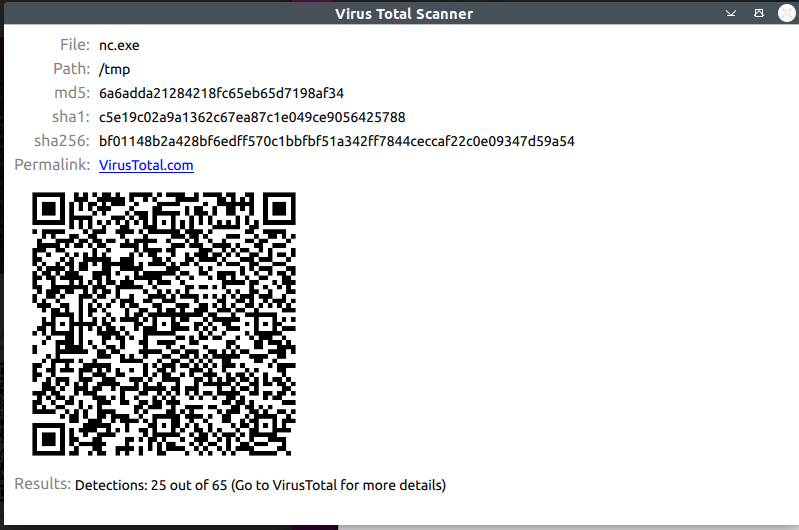 Virus Total Scanner
File: nc.exe
Path: /tmp
md5: 6a6adda21284218fc65eb65d7198af34
sha1: c5e19c02a9a1362c67ea87c1e049ce9056425788
sha256: bf01148b2a428bf6edff570c1bbfbf51a342ff7844ceccaf22c0e09347d59a54
Permalink: VirusTotal.com
Results: Detections: 25 out of 65 (Go to VirusTotal for more details)